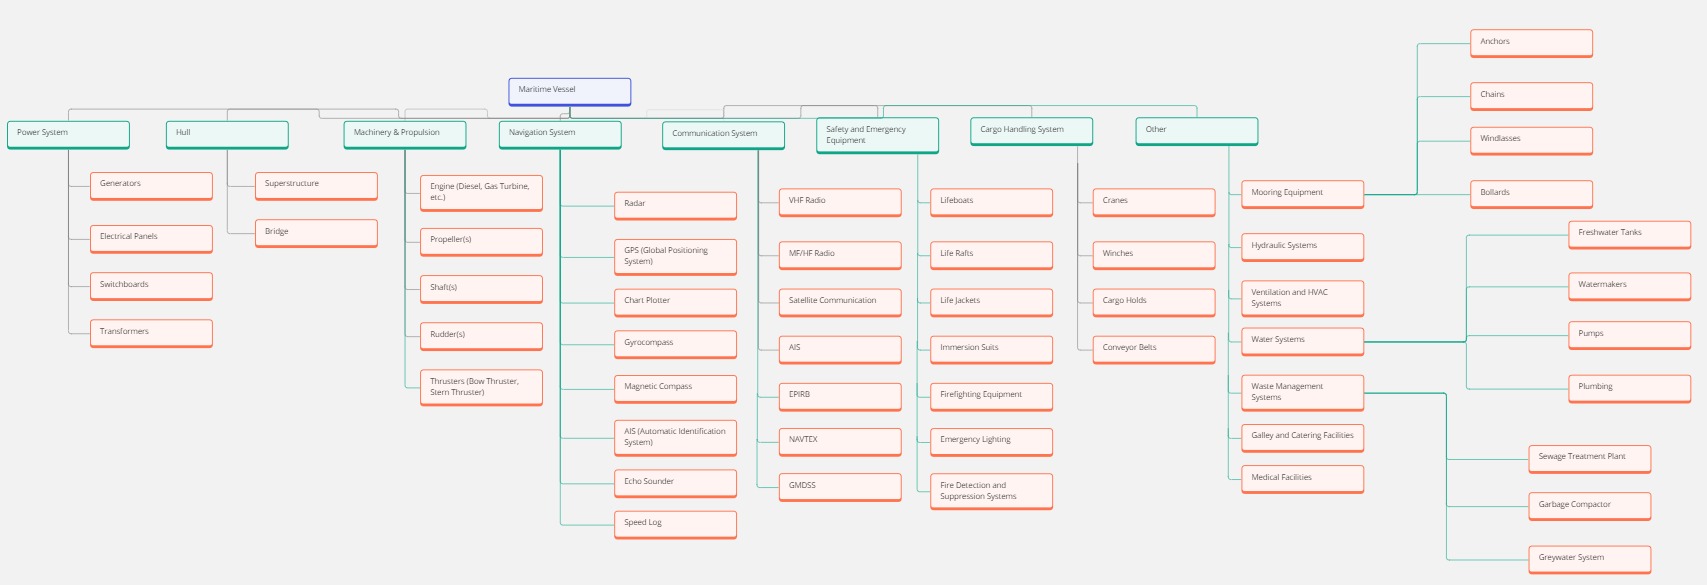 Maritime Vessel
Power System
Generators
Electrical Panels
Switchboards
Transformers
Hull
Superstructure
Bridge
Machinery & Propulsion
Engine (Diesel, Gas Turbine,
etc.)
Propeller(s)
Shaft(s)
Rudder(s)
Thrusters (Bow Thruster,
Stern Thruster)
Navigation System
Radar
GPS (Global Positioning
System)
Chart Plotter
Gyrocompass
Magnetic Compass
AIS (Automatic Identification
System)
Echo Sounder
Speed Log
Communication System
VHF Radio
MF/HF Radio
Satellite Communication
AIS
EPIRB
NAVTEX
GMDSS
Safety and Emergency
Equipment
Lifeboats
Life Rafts
Life Jackets
Immersion Suits
Firefighting Equipment
Emergency Lighting
Fire Detection and
Suppression Systems
Cargo Handling System
Cranes
Winches
Cargo Holds
Conveyor Belts
Other
Mooring Equipment
Hydraulic Systems
Ventilation and HVAC
Systems
Water Systems
Waste Management
Systems
Galley and Catering Facilities
Medical Facilities
Anchors
Chains
Windlasses
Bollards
Freshwater Tanks
Watermakers
Pumps
Plumbing
Sewage Treatment Plant
Garbage Compactor
Greywater System